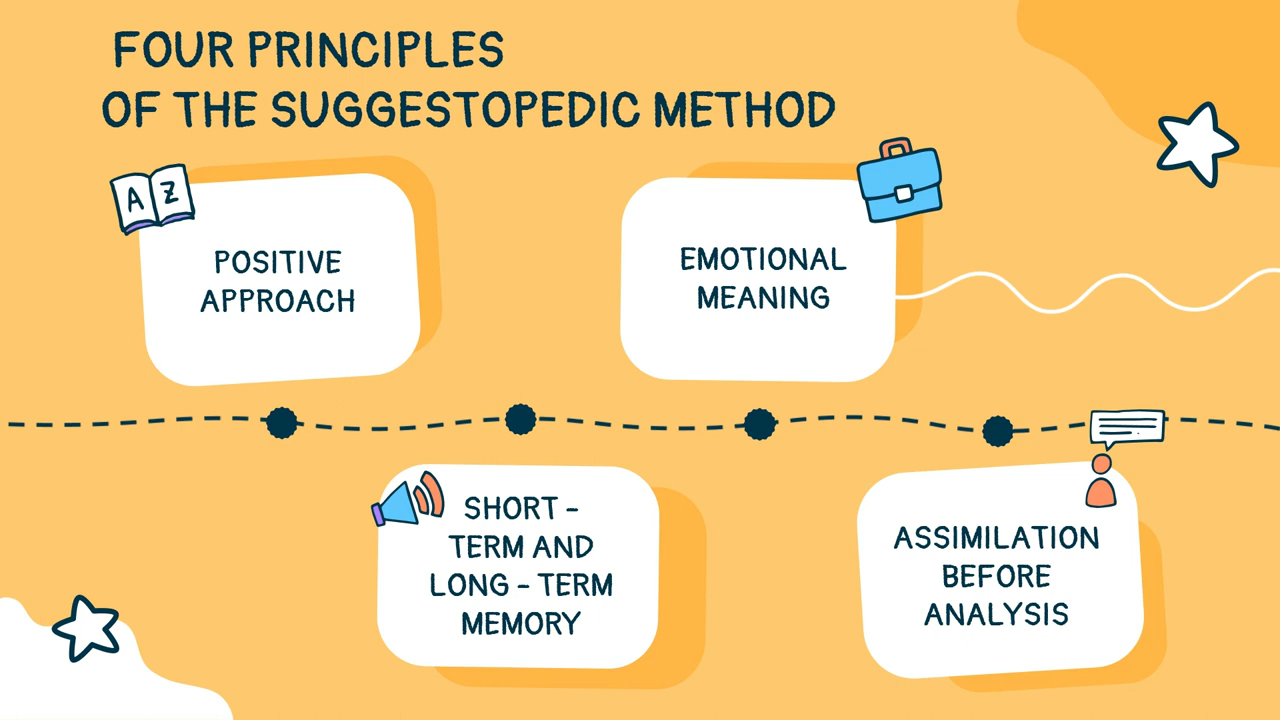 FOUR PRINCIPLES
OF THE SUGGESTOPEDIC METHOD
A Z
POSITIVE
APPROACH
SHORT -
TERM AND
LONG - TERM
MEMORY
EMOTIONAL
MEANING
ASSIMILATION
BEFORE
ANALYSIS